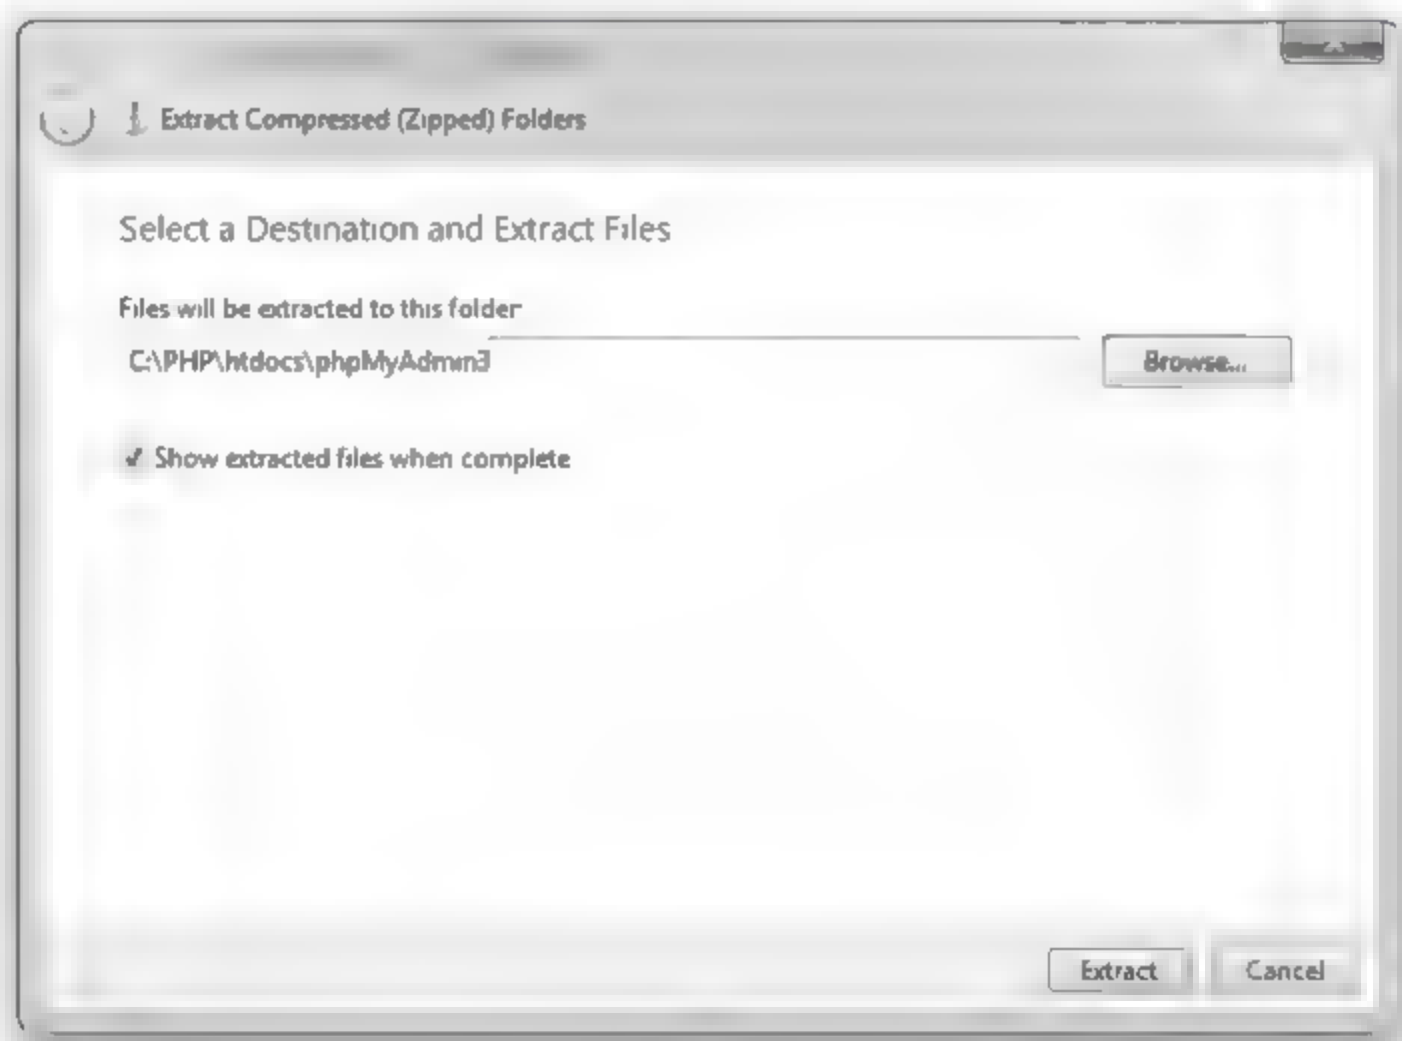 Extract Compressed (Zipped) Folders
Select a Destination and Extract Files
Files will be extracted to this folder
C:\PHP\htdocs\phpMyAdmin3
Browse...
Show extracted files when complete
Extract
Cancel